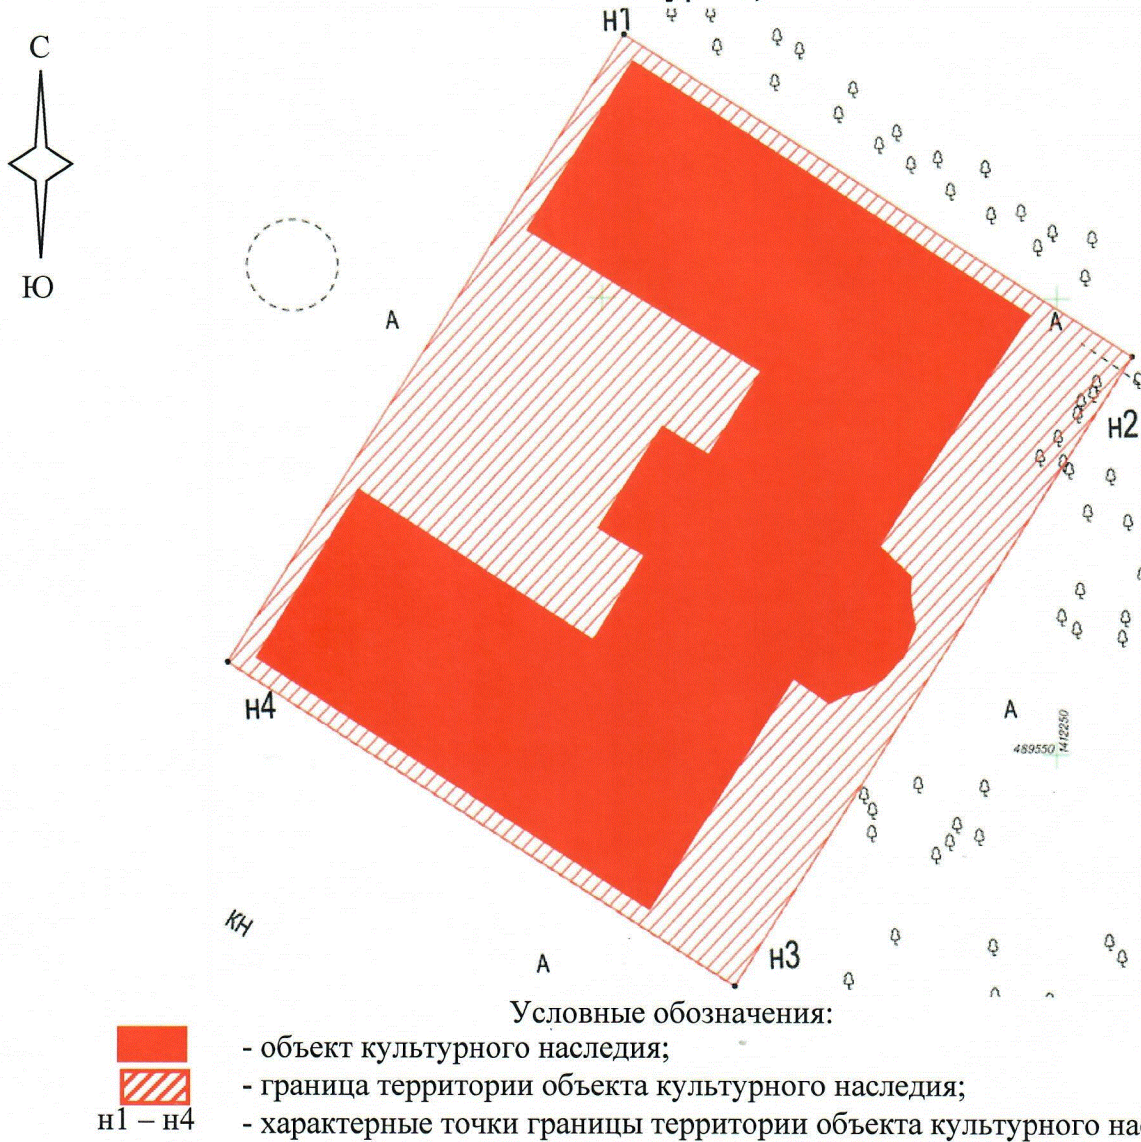 н1
С
Ю
А
А
н2
н4
А
489550
1412250
КН
А
н3
Условные обозначения:
- объект культурного наследия;
- граница территории объекта культурного наследия;
н1 – н4 - характерные точки границы территории объекта культурного на